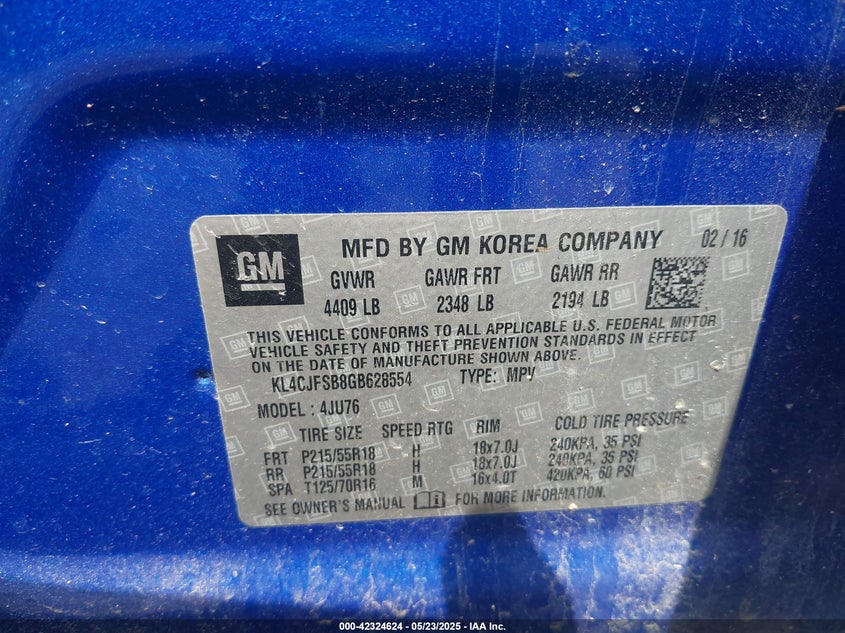 GM MFD BY GM KOREA COMPANY 02/16
GVWR GAWR FRT GAWR RR
4409 LB 2348 LB 2194 LB
THIS VEHICLE CONFORMS TO ALL APPLICABLE U.S. FEDERAL MOTOR
VEHICLE SAFETY AND THEFT PREVENTION STANDARDS IN EFFECT
ON THE DATE OF MANUFACTURE SHOWN ABOVE.
KL4CJFSB8GB628554 TYPE: MPV
MODEL: 4JU76
TIRE SIZE SPEED RTG RIM COLD TIRE PRESSURE
FRT P215/55R18 H 18x7.0J 240KPA, 35 PSI
RR P215/55R18 H 18x7.0J 240KPA, 35 PSI
SPA T125/70R16 M 16x4.0T 420KPA, 60 PSI
SEE OWNER'S MANUAL FOR MORE INFORMATION.
000-42324624 - 05/23/2025 - IAA Inc.